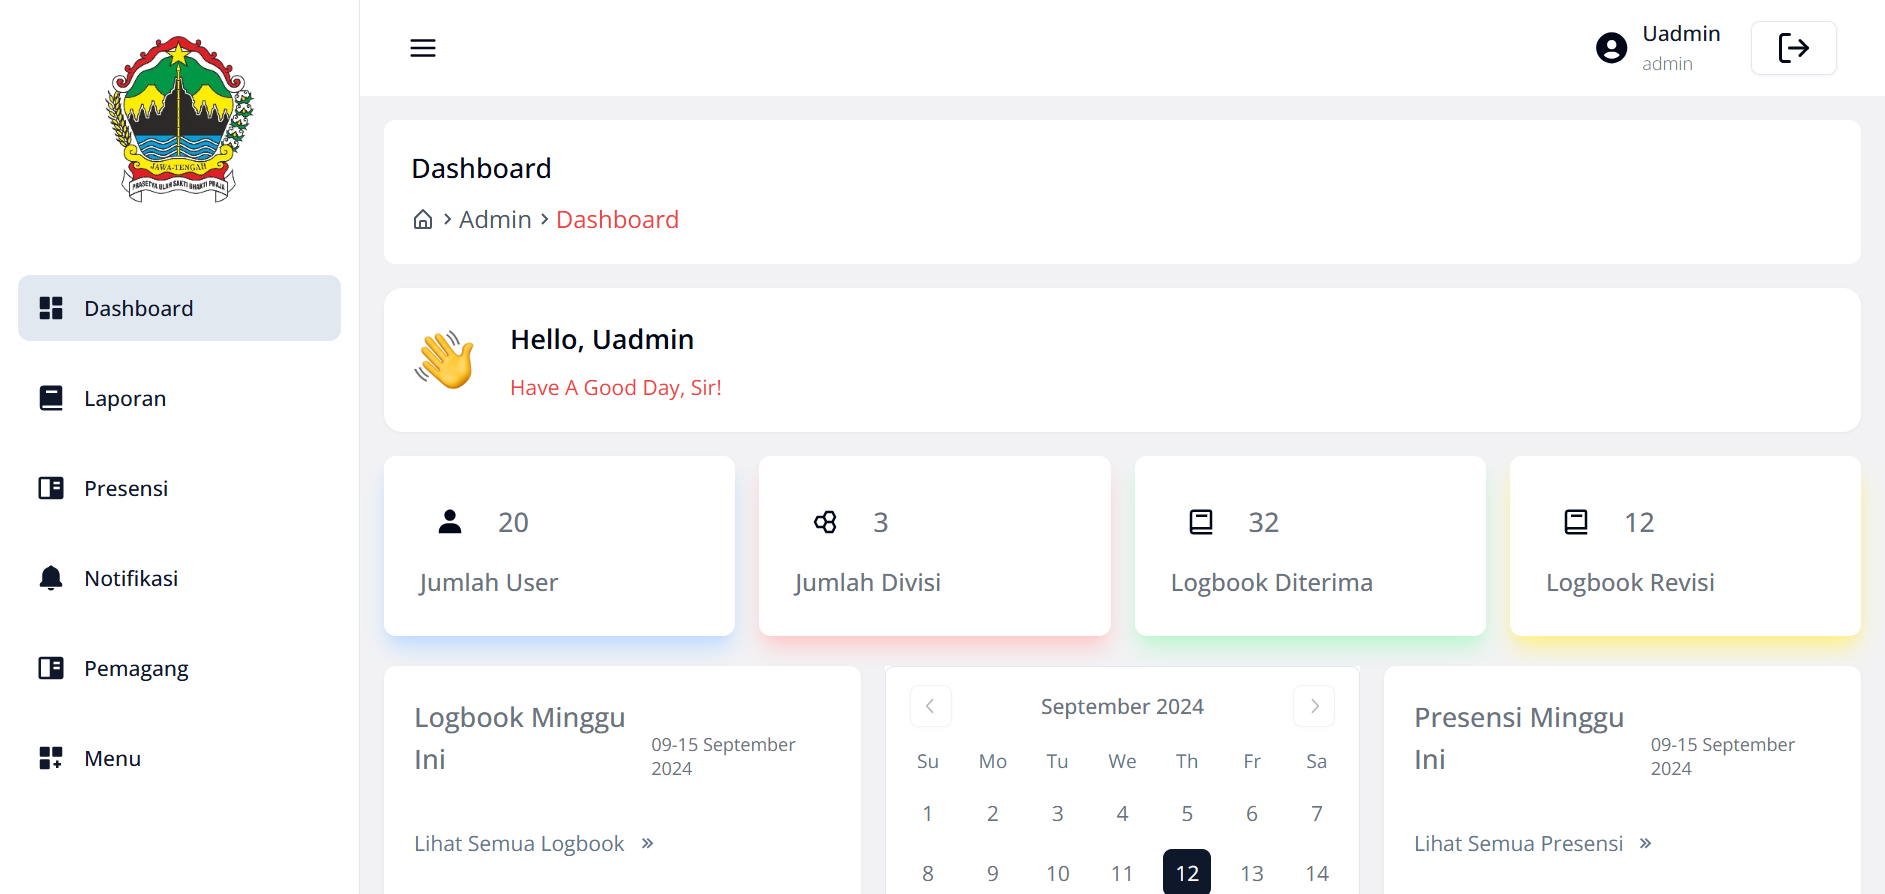 JAWA-TENGAH
PRASETYA ULAH SAKTI BHAKTI PRAJA
Dashboard
Laporan
Presensi
Notifikasi
Pemagang
Menu
Uadmin
admin
Dashboard
Admin Dashboard
Hello, Uadmin
Have A Good Day, Sir!
20
Jumlah User
3
Jumlah Divisi
32
Logbook Diterima
12
Logbook Revisi
Logbook Minggu
Ini
09-15 September
2024
Lihat Semua Logbook »
September 2024
Su Mo Tu We Th Fr Sa
1 2 3 4 5 6 7
8 9 10 11 12 13 14
Presensi Minggu
Ini
09-15 September
2024
Lihat Semua Presensi »